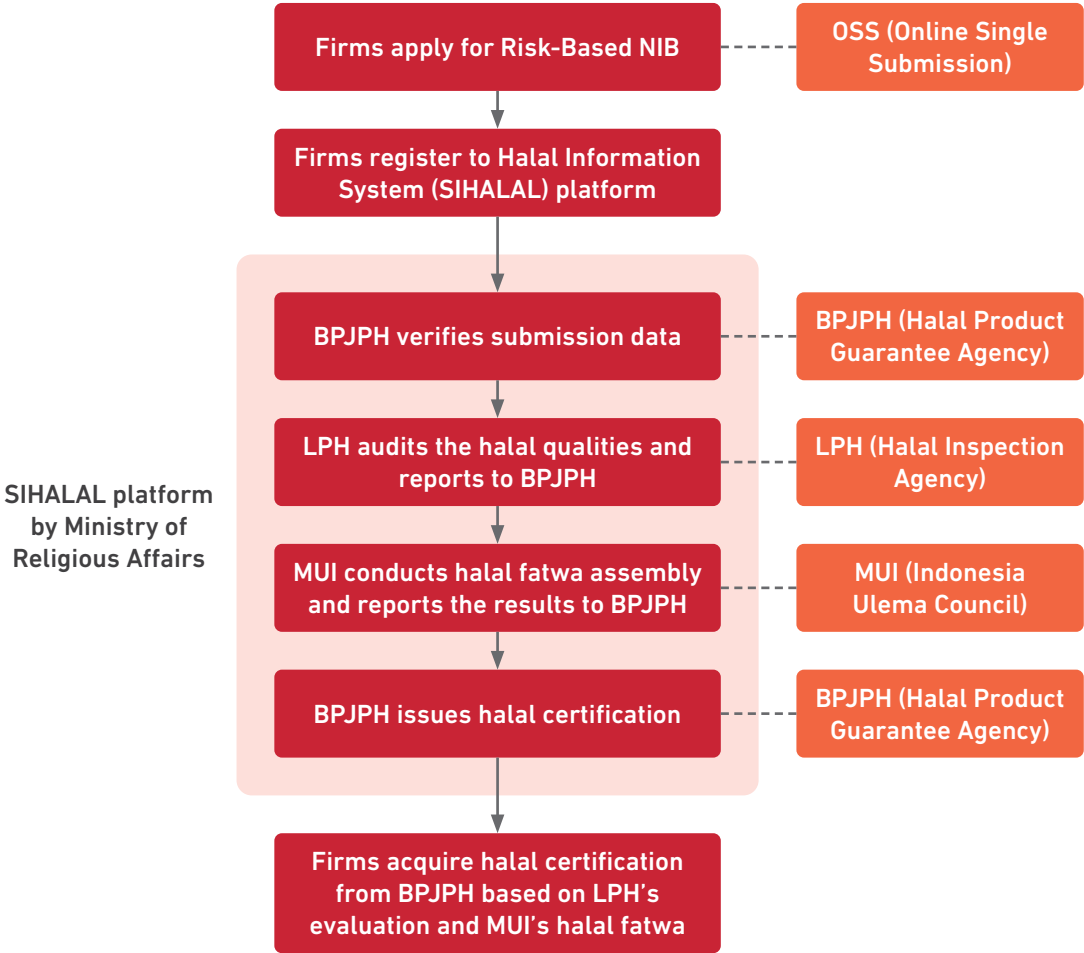 Firms apply for Risk-Based NIB
OSS (Online Single
Submission)
Firms register to Halal Information
System (SIHALAL) platform
SIHALAL platform
by Ministry of
Religious Affairs
BPJPH verifies submission data
BPJPH (Halal Product
Guarantee Agency)
LPH audits the halal qualities and
reports to BPJPH
LPH (Halal Inspection
Agency)
MUI conducts halal fatwa assembly
and reports the results to BPJPH
MUI (Indonesia
Ulema Council)
BPJPH issues halal certification
BPJPH (Halal Product
Guarantee Agency)
Firms acquire halal certification
from BPJPH based on LPH’s
evaluation and MUI’s halal fatwa